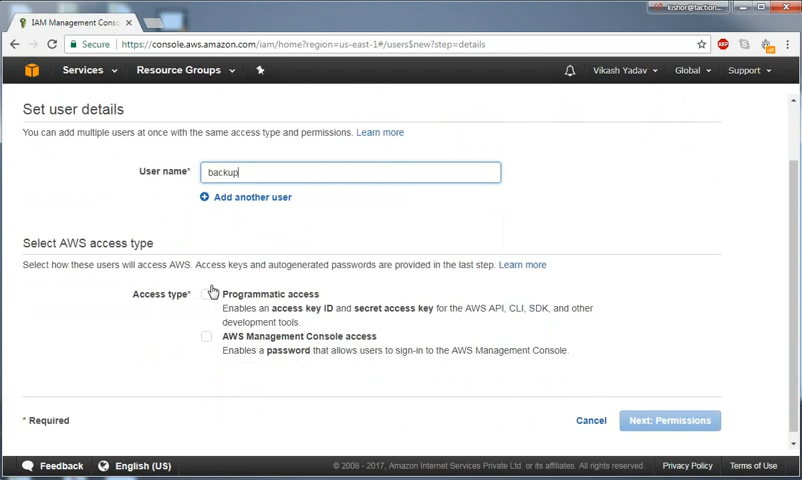 kishor@taction...
IAM Management Consc
Secure https://console.aws.amazon.com/iam/home?region=us-east-1#/users$new?step=details
Services Resource Groups Vikash Yadav Global Support
Set user details
You can add multiple users at once with the same access type and permissions. Learn more
User name* backup
Add another user
Select AWS access type
Select how these users will access AWS. Access keys and autogenerated passwords are provided in the last step. Learn more
Access type* Programmatic access
Enables an access key ID and secret access key for the AWS API, CLI, SDK, and other
development tools.
AWS Management Console access
Enables a password that allows users to sign-in to the AWS Management Console.
* Required Cancel Next: Permissions
Feedback English (US) © 2008 - 2017, Amazon Internet Services Private Ltd. or its affiliates. All rights reserved. Privacy Policy Terms of Use